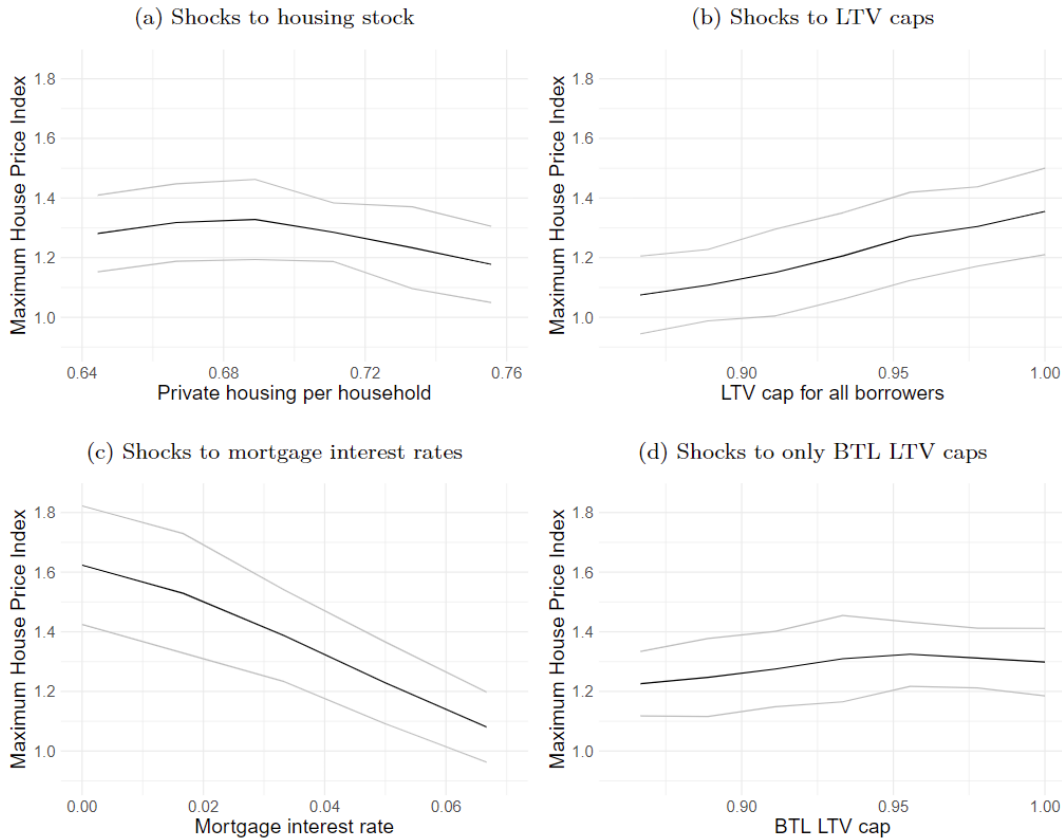 (a) Shocks to housing stock
Maximum House Price Index
1.8
1.6
1.4
1.2
1.0
0.64
0.68
0.72
0.76
Private housing per household
(b) Shocks to LTV caps
Maximum House Price Index
1.8
1.6
1.4
1.2
1.0
0.90
0.95
1.00
LTV cap for all borrowers
(c) Shocks to mortgage interest rates
Maximum House Price Index
1.8
1.6
1.4
1.2
1.0
0.00
0.02
0.04
0.06
Mortgage interest rate
(d) Shocks to only BTL LTV caps
Maximum House Price Index
1.8
1.6
1.4
1.2
1.0
0.90
0.95
1.00
BTL LTV cap